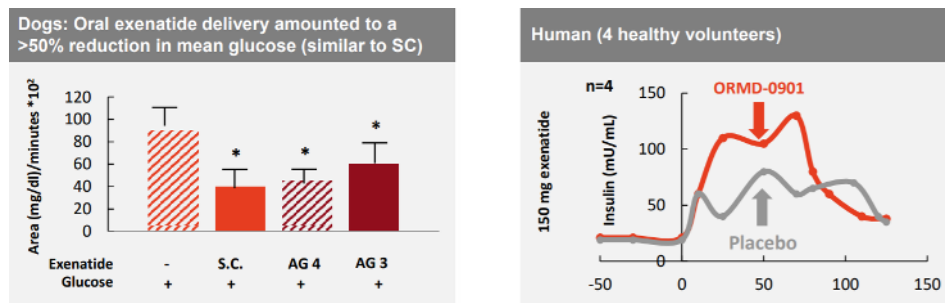 Dogs: Oral exenatide delivery amounted to a
>50% reduction in mean glucose (similar to SC)
Area (mg/dl)/minutes *10²
120
100
80
60
40
20
0
*
*
*
Exenatide - S.C. AG 4 AG 3
Glucose + + + +
Human (4 healthy volunteers)
150 mg exenatide
n=4
ORMD-0901
Insulin (mU/mL)
150
100
50
0
Placebo
-50 0 50 100 150